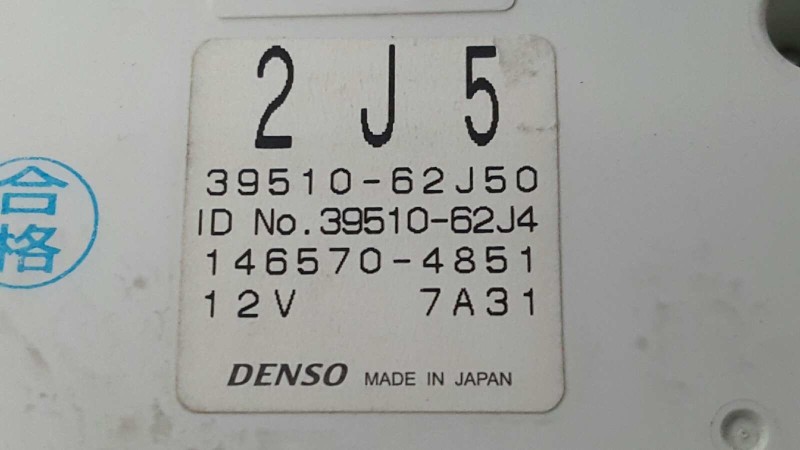 2 J 5
39510-62J50
ID No. 39510-62J4
146570-4851
12V 7A31
DENSO MADE IN JAPAN
合格